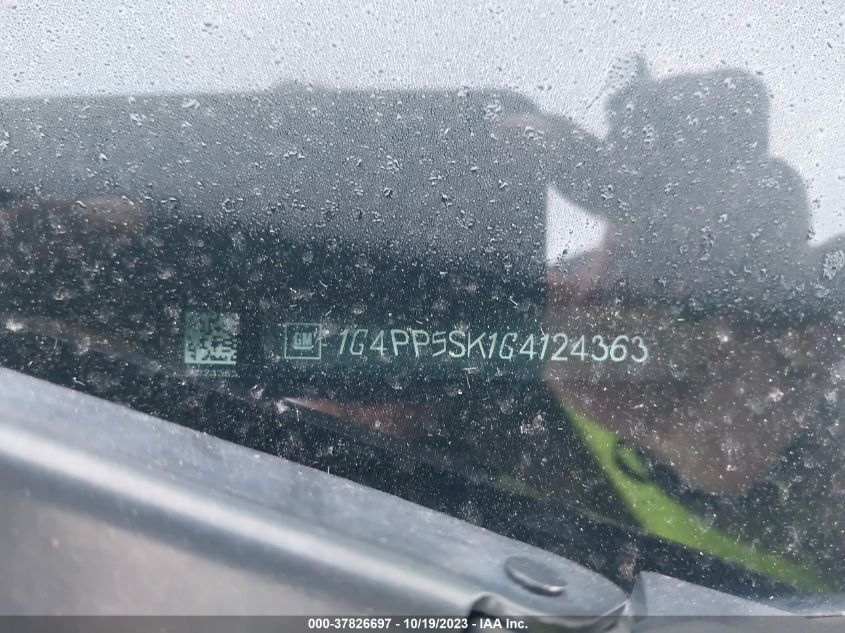 GM 1G4PP5SK1G4124363
000-37826697 - 10/19/2023 - IAA Inc.